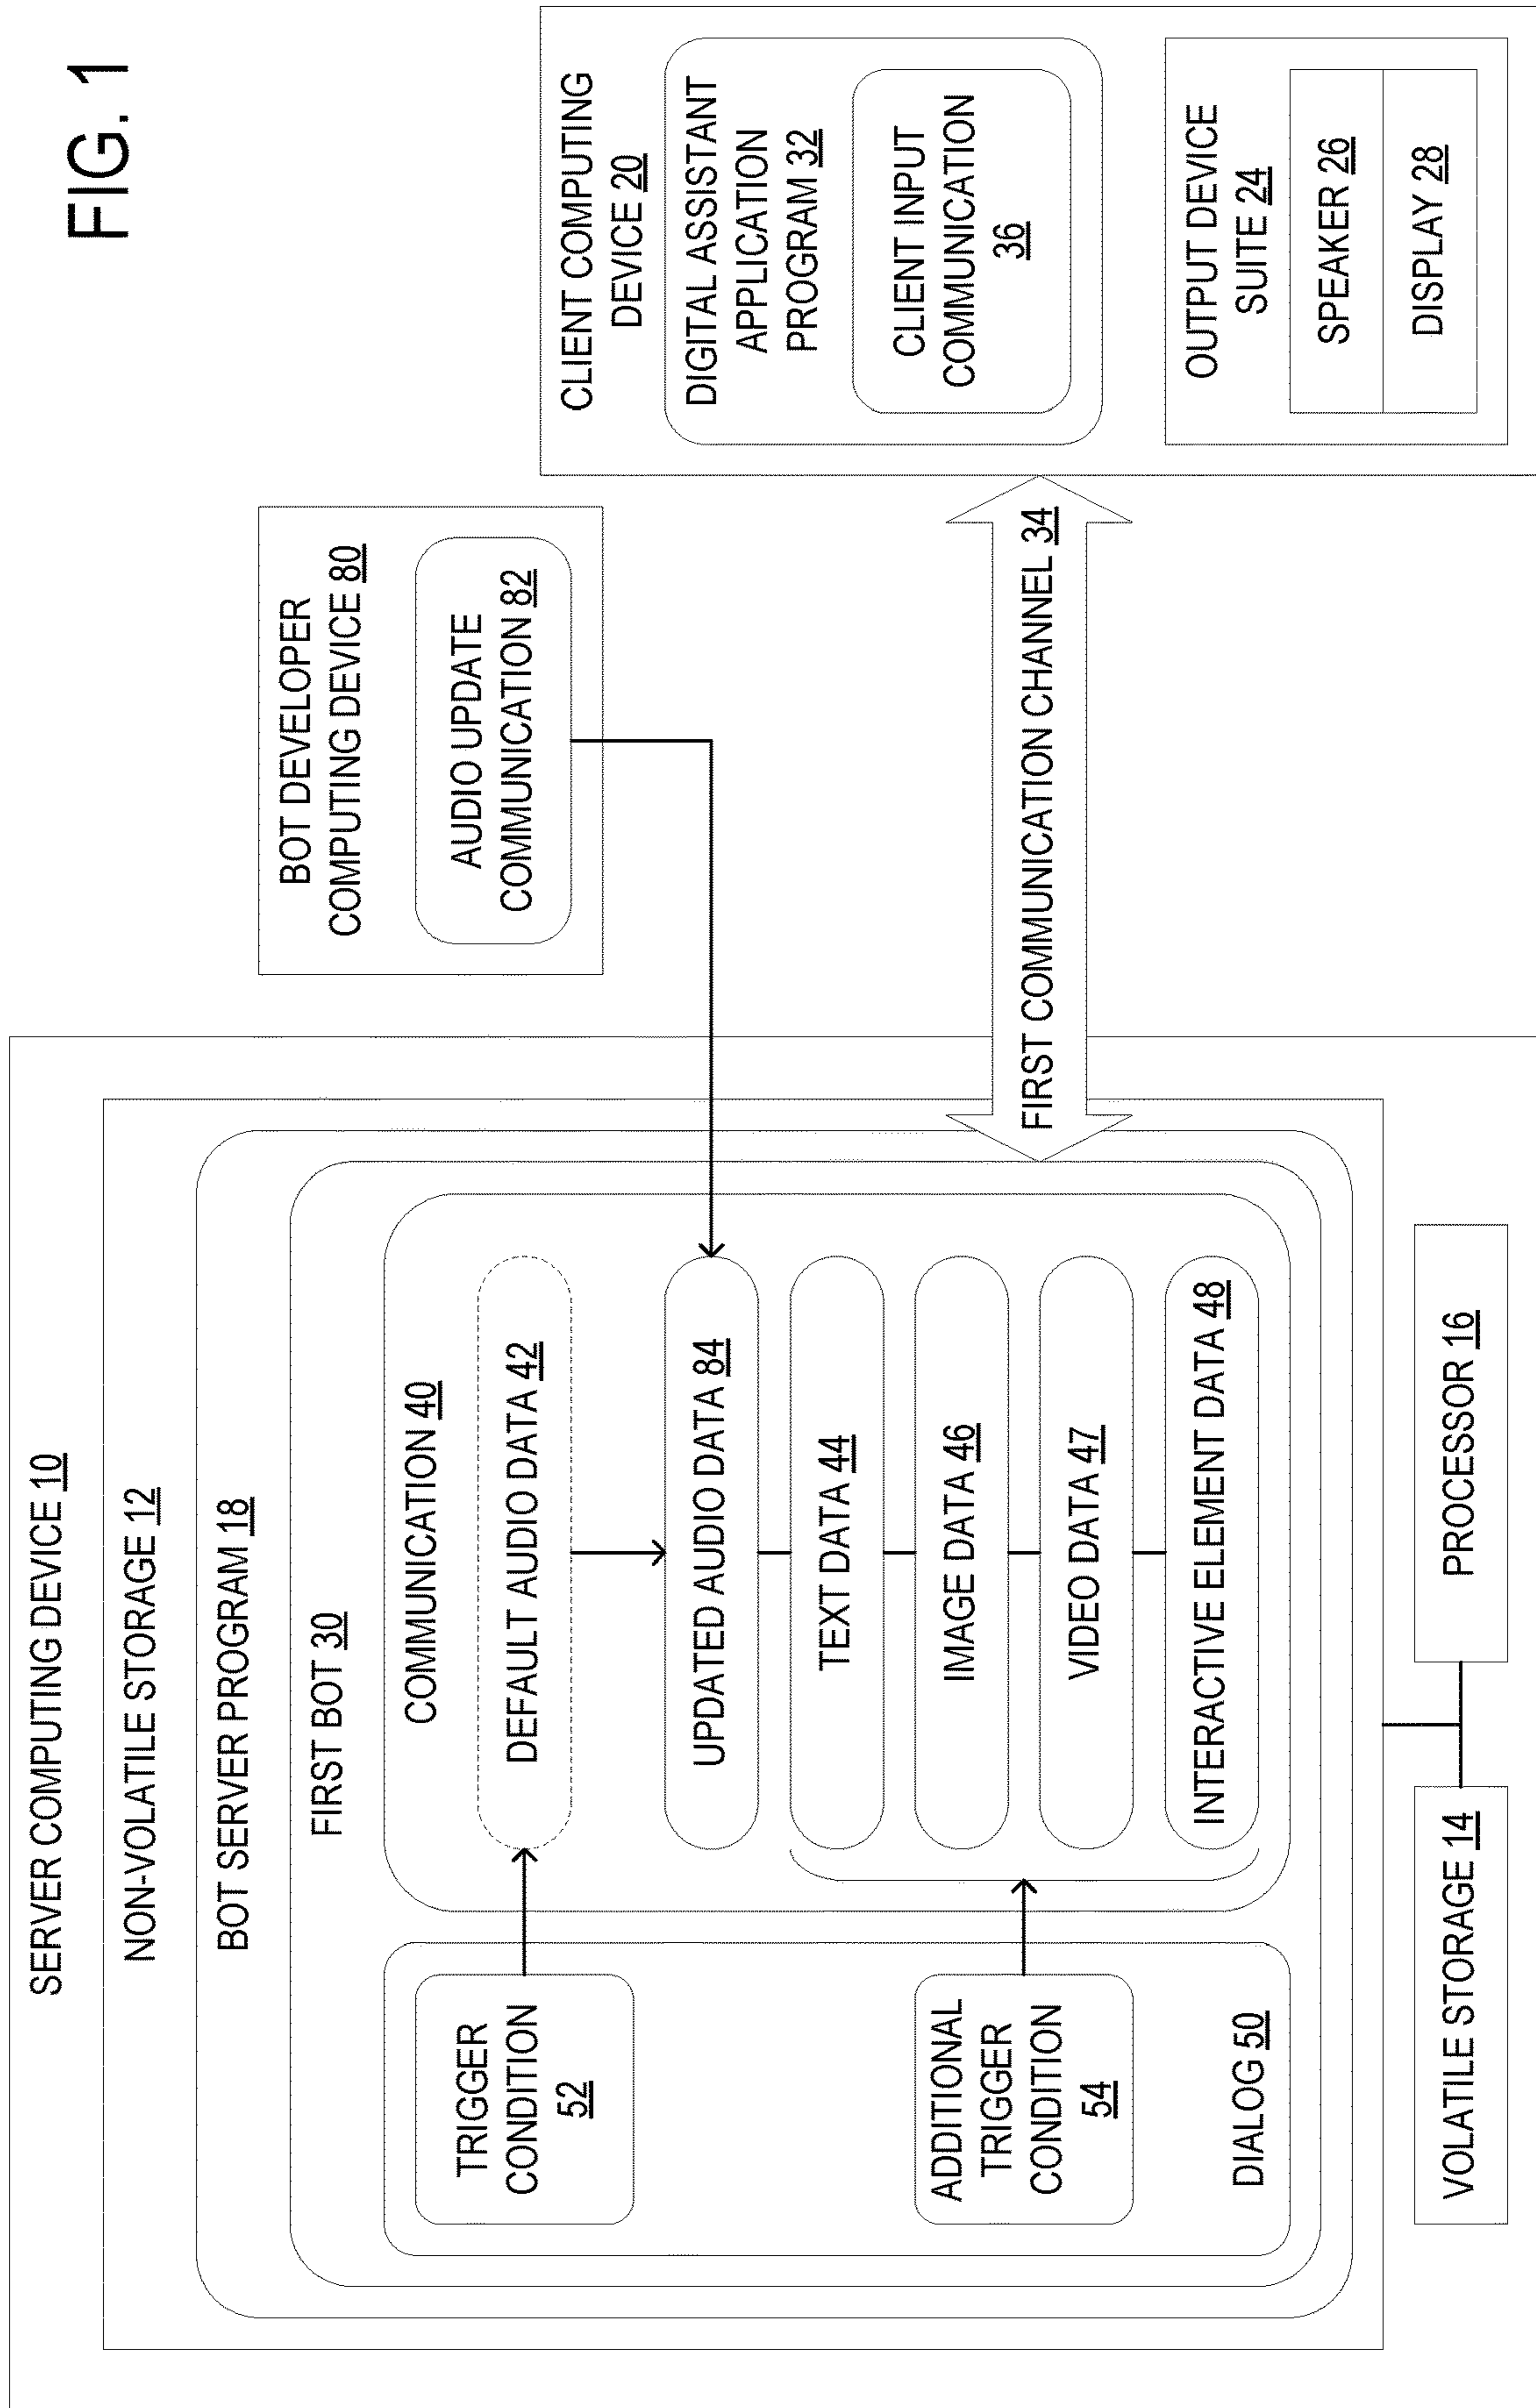 FIG. 1
SERVER COMPUTING DEVICE 10
NON-VOLATILE STORAGE 12
BOT SERVER PROGRAM 18
FIRST BOT 30
TRIGGER
CONDITION
52
ADDITIONAL
TRIGGER
CONDITION
54
DIALOG 50
COMMUNICATION 40
DEFAULT AUDIO DATA 42
UPDATED AUDIO DATA 84
TEXT DATA 44
IMAGE DATA 46
VIDEO DATA 47
INTERACTIVE ELEMENT DATA 48
VOLATILE STORAGE 14
PROCESSOR 16
BOT DEVELOPER
COMPUTING DEVICE 80
AUDIO UPDATE
COMMUNICATION 82
FIRST COMMUNICATION CHANNEL 34
CLIENT COMPUTING
DEVICE 20
DIGITAL ASSISTANT
APPLICATION
PROGRAM 32
CLIENT INPUT
COMMUNICATION
36
OUTPUT DEVICE
SUITE 24
SPEAKER 26
DISPLAY 28